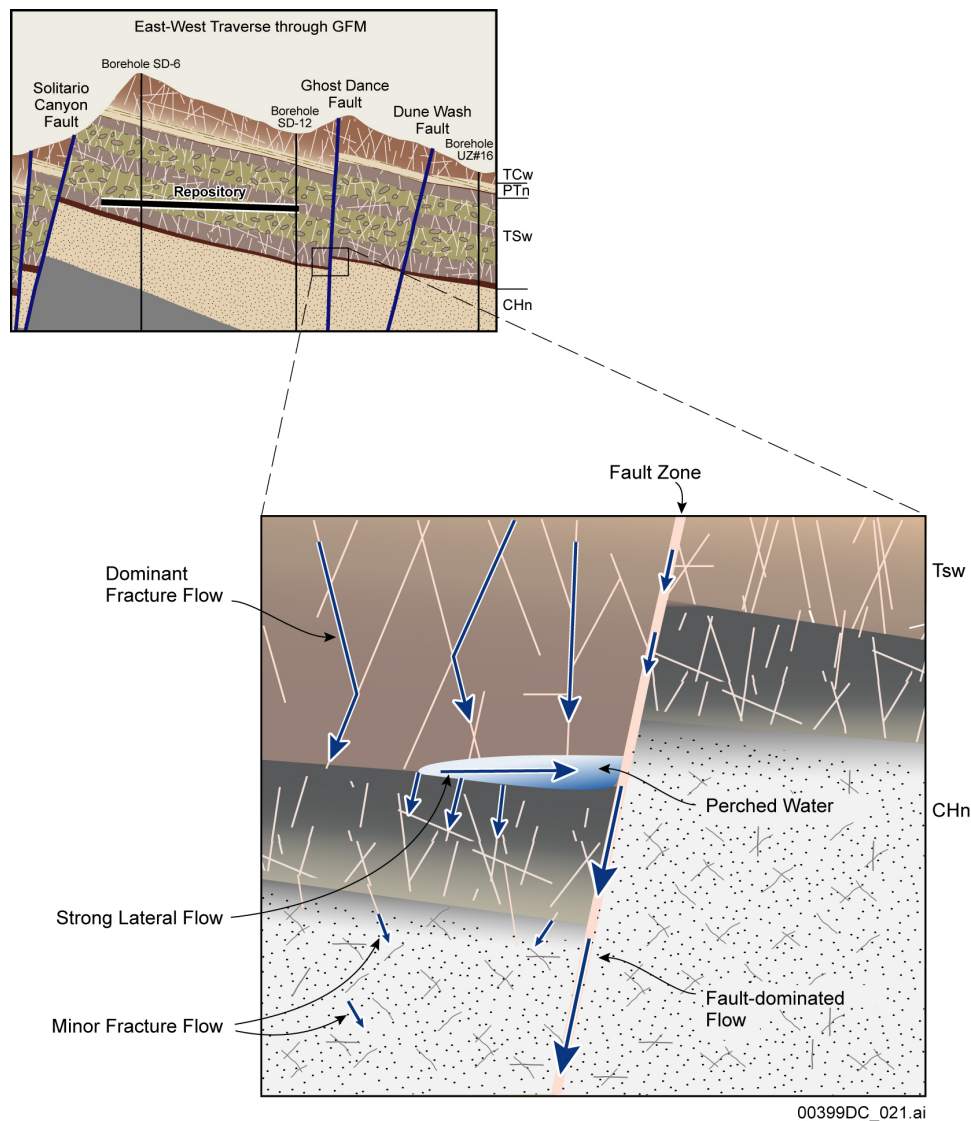 East-West Traverse through GFM
Borehole SD-6
Solitario
Canyon
Fault
Ghost Dance
Fault
Borehole
SD-12
Dune Wash
Fault
Borehole
UZ#16
TCw
PTn
Repository
TSw
CHn
Fault Zone
Dominant
Fracture Flow
Tsw
Perched Water
CHn
Strong Lateral Flow
Fault-dominated
Flow
Minor Fracture Flow
00399DC_021.ai